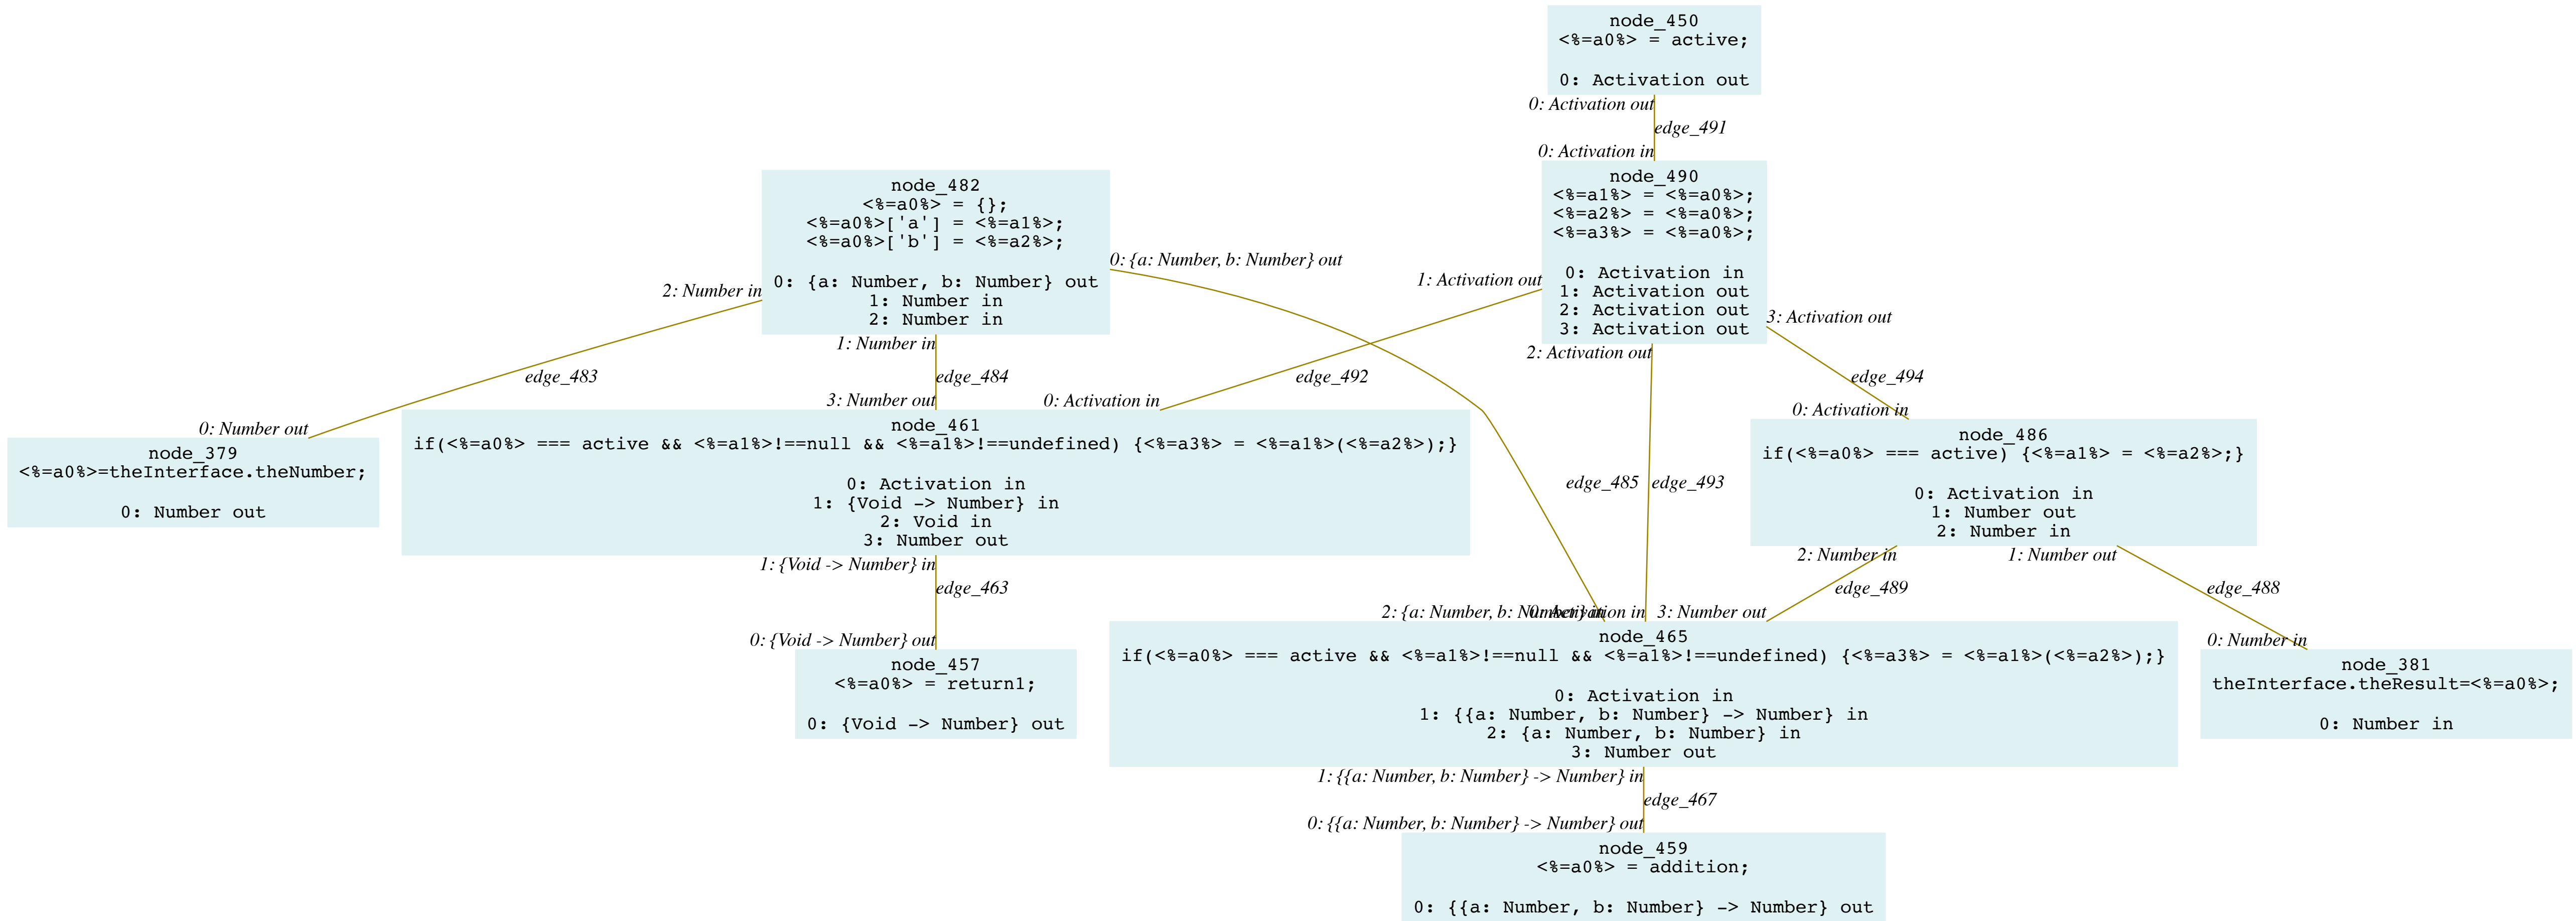 node_450
<%=a0%> = active;
0: Activation out
0: Activation out
edge_491
0: Activation in
node_482
<%=a0%> = {};
<%=a0%>['a'] = <%=a1%>;
<%=a0%>['b'] = <%=a2%>;
0: {a: Number, b: Number} out
1: Number in
2: Number in
node_490
<%=a1%> = <%=a0%>;
<%=a2%> = <%=a0%>;
<%=a3%> = <%=a0%>;
0: Activation in
1: Activation out
2: Activation out
3: Activation out
0: {a: Number, b: Number} out
1: Activation out
2: Number in
3: Activation out
1: Number in
2: Activation out
edge_483
edge_484
edge_492
edge_494
3: Number out
0: Activation in
0: Activation in
0: Number out
node_379
<%=a0%>=theInterface.theNumber;
0: Number out
node_461
if(<%=a0%> === active && <%=a1%>!==null && <%=a1%>!==undefined) {<%=a3%> = <%=a1%>(<%=a2%>);}
0: Activation in
1: {Void -> Number} in
2: Void in
3: Number out
edge_485
edge_493
node_486
if(<%=a0%> === active) {<%=a1%> = <%=a2%>;}
0: Activation in
1: Number out
2: Number in
1: {Void -> Number} in
2: Number in
1: Number out
edge_463
edge_489
edge_488
0: {Void -> Number} out
2: {a: Number, b: Number} in
0: Activation in
3: Number out
0: Number in
node_457
<%=a0%> = return1;
0: {Void -> Number} out
node_465
if(<%=a0%> === active && <%=a1%>!==null && <%=a1%>!==undefined) {<%=a3%> = <%=a1%>(<%=a2%>);}
0: Activation in
1: {{a: Number, b: Number} -> Number} in
2: {a: Number, b: Number} in
3: Number out
node_381
theInterface.theResult=<%=a0%>;
0: Number in
1: {{a: Number, b: Number} -> Number} in
edge_467
0: {{a: Number, b: Number} -> Number} out
node_459
<%=a0%> = addition;
0: {{a: Number, b: Number} -> Number} out